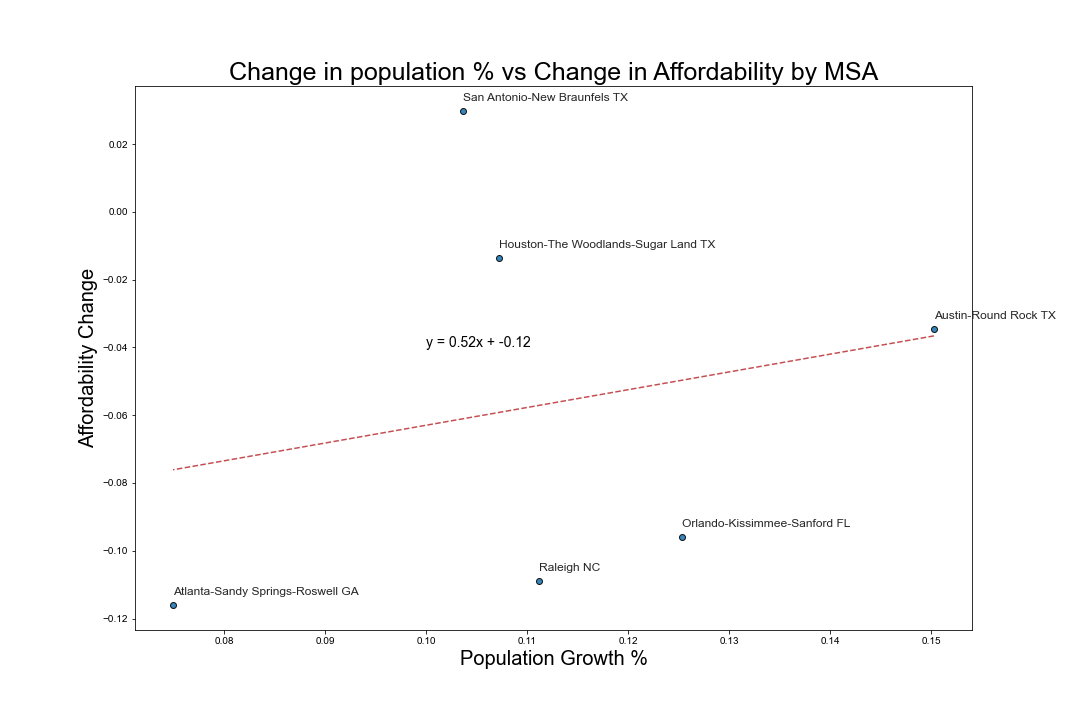 Change in population % vs Change in Affordability by MSA
San Antonio-New Braunfels TX
0.02
0.00
Houston-The Woodlands-Sugar Land TX
−0.02
Austin-Round Rock TX
y = 0.52x + -0.12
−0.04
Affordability Change
−0.06
−0.08
Orlando-Kissimmee-Sanford FL
−0.10
Raleigh NC
Atlanta-Sandy Springs-Roswell GA
−0.12
0.08 0.09 0.10 0.11 0.12 0.13 0.14 0.15
Population Growth %